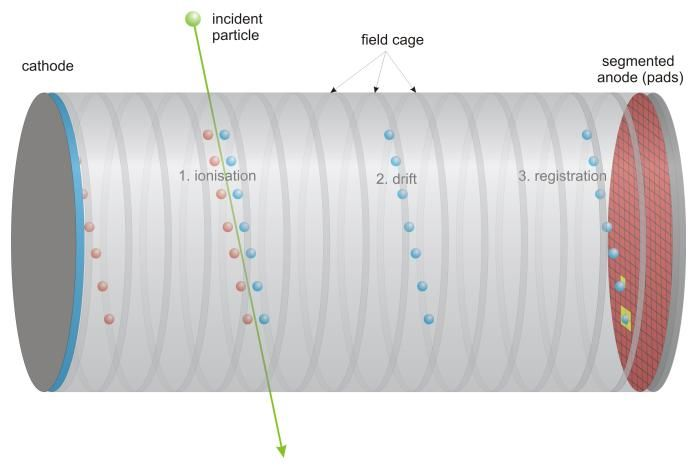 incident
particle
field cage
cathode
segmented
anode (pads)
1. ionisation
2. drift
3. registration